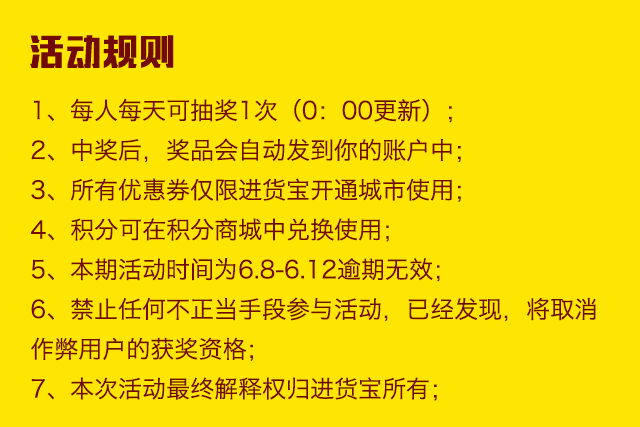 活动规则
1、每人每天可抽奖1次（0：00更新）；
2、中奖后，奖品会自动发到你的账户中；
3、所有优惠券仅限进货宝开通城市使用；
4、积分可在积分商城中兑换使用；
5、本期活动时间为6.8-6.12逾期无效；
6、禁止任何不正当手段参与活动，已经发现，将取消
作弊用户的获奖资格；
7、本次活动最终解释权归进货宝所有；